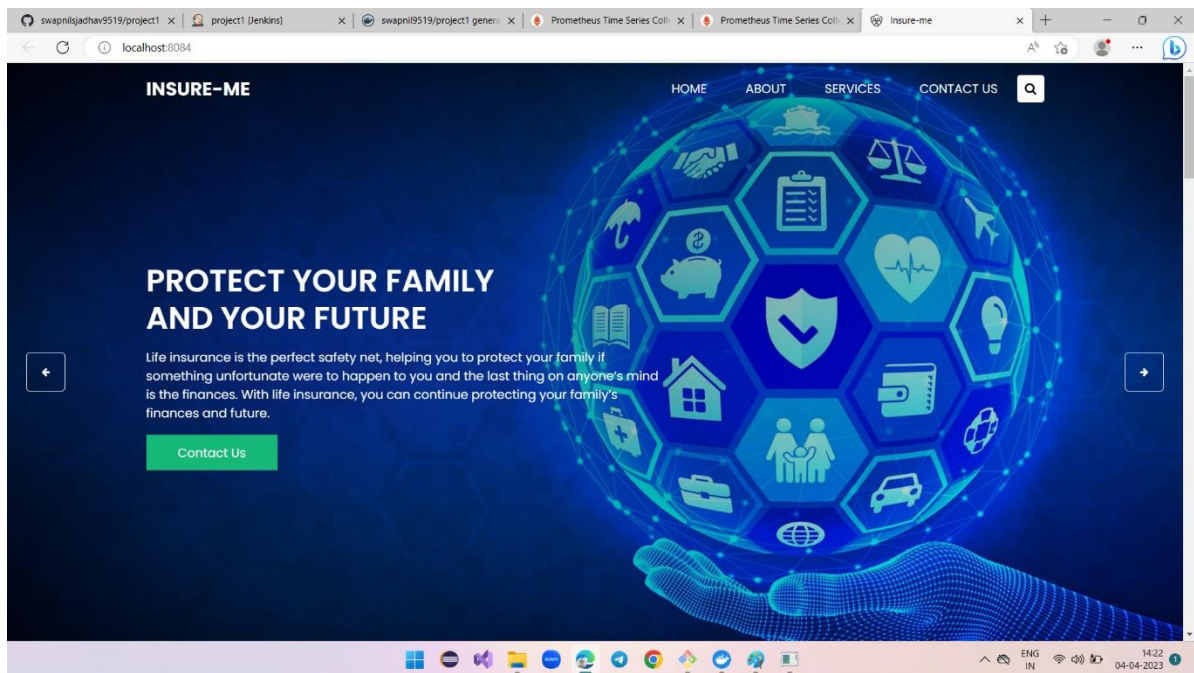 swapnilsjadhav9519/project1
project1 [Jenkins]
swapnil9519/project1 genera
Prometheus Time Series Coll
Prometheus Time Series Coll
Insure-me
localhost:8084
INSURE-ME
HOME ABOUT SERVICES CONTACT US
PROTECT YOUR FAMILY
AND YOUR FUTURE
Life insurance is the perfect safety net, helping you to protect your family if
something unfortunate were to happen to you and the last thing on anyone's mind
is the finances. With life insurance, you can continue protecting your family's
finances and future.
Contact Us
zoom
ENG
IN
14:22
04-04-2023
1